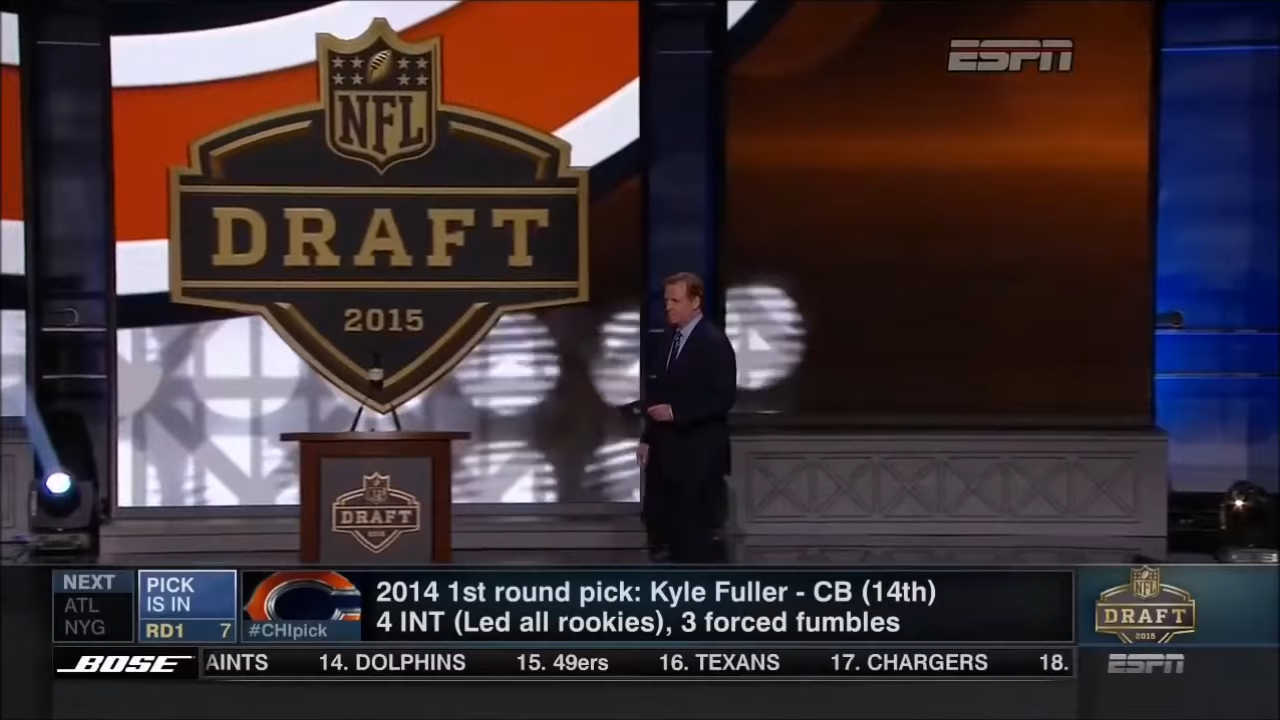 ESPN
NFL
DRAFT
2015
DRAFT
2015
NEXT
ATL
NYG
PICK
IS IN
RD1 7
#CHIpick
2014 1st round pick: Kyle Fuller - CB (14th)
4 INT (Led all rookies), 3 forced fumbles
NFL
DRAFT
2015
BOSE
AINTS 14. DOLPHINS 15. 49ers 16. TEXANS 17. CHARGERS 18.
ESPN